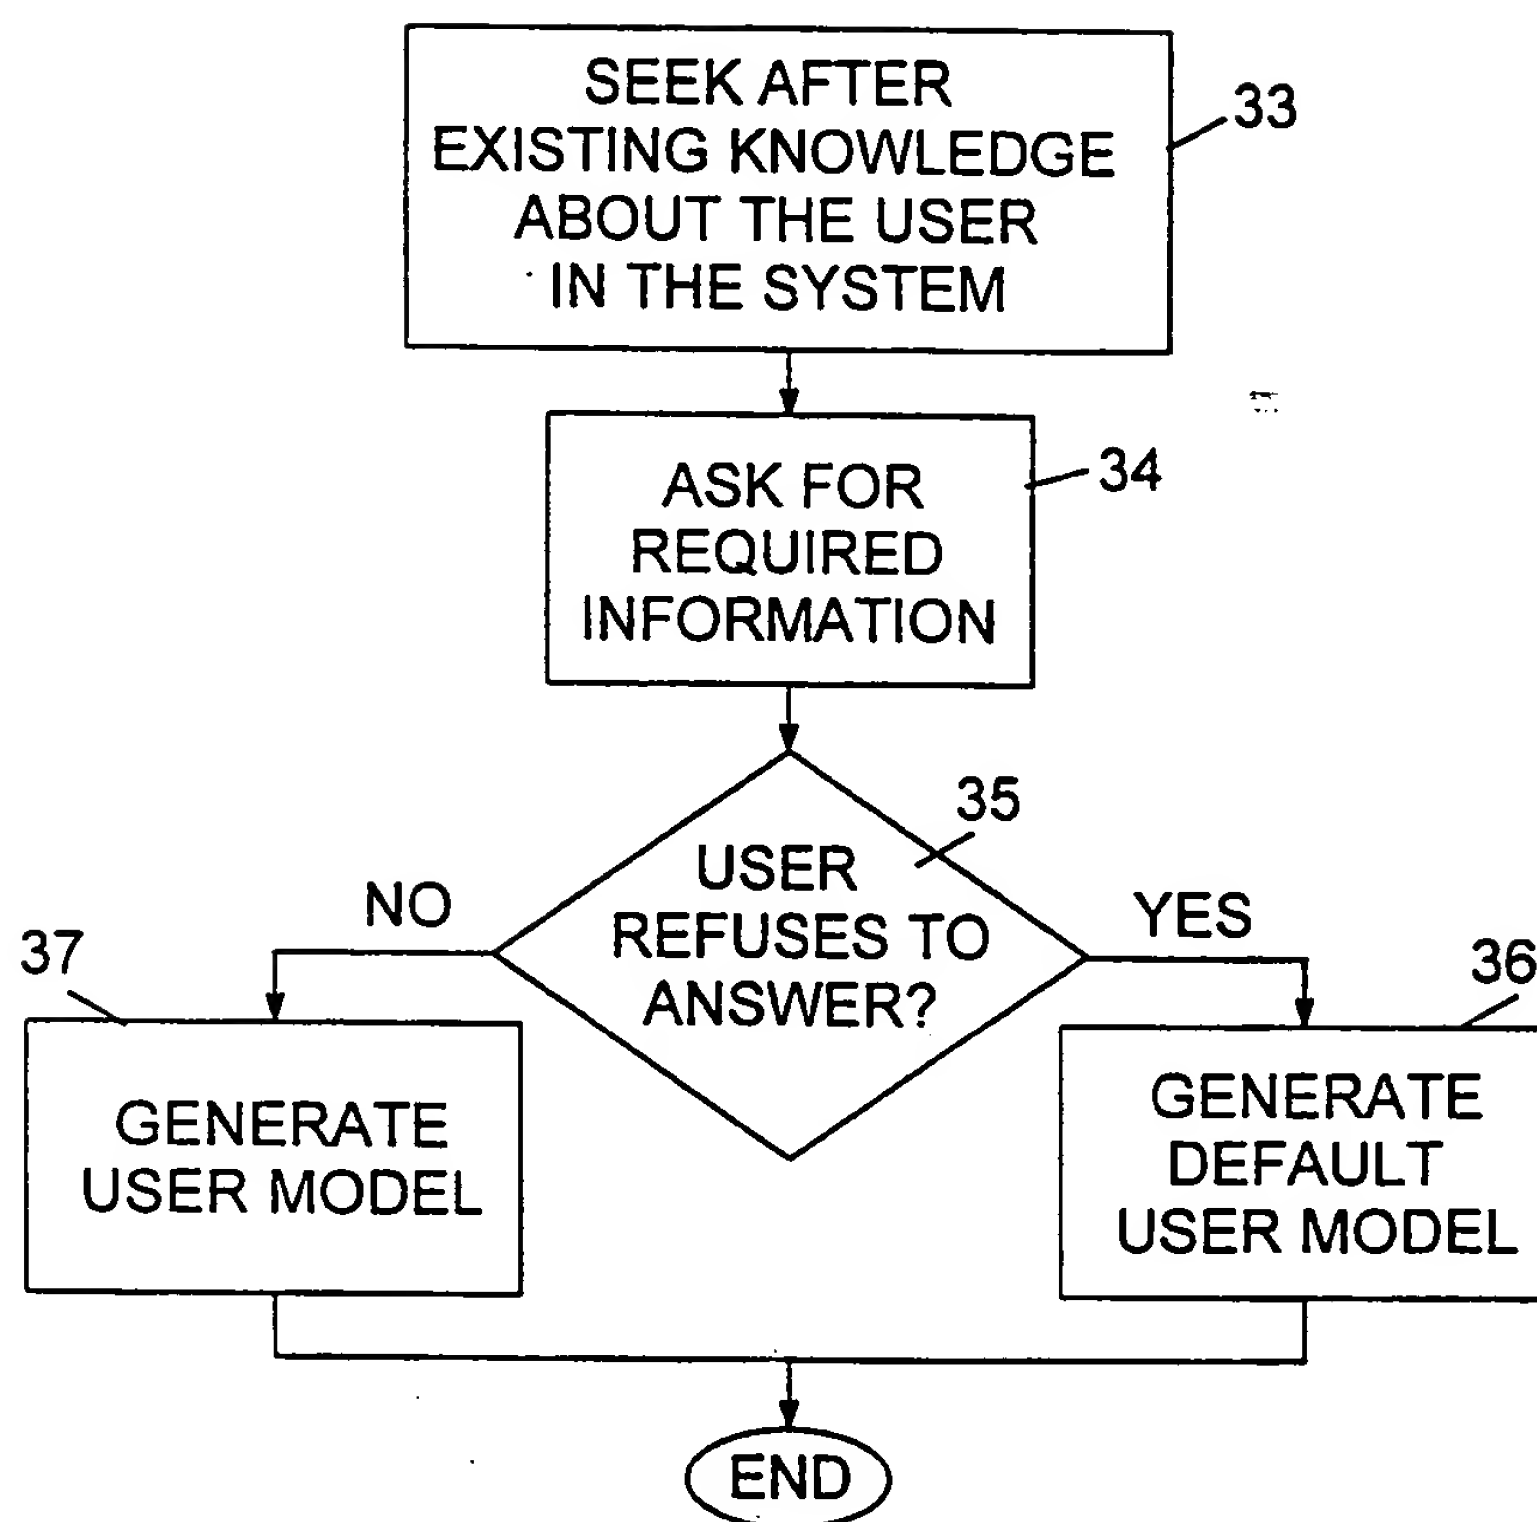 SEEK AFTER
EXISTING KNOWLEDGE
ABOUT THE USER
IN THE SYSTEM
33
ASK FOR
REQUIRED
INFORMATION
34
35
USER
REFUSES TO
ANSWER?
NO
YES
37
36
GENERATE
USER MODEL
GENERATE
DEFAULT
USER MODEL
END